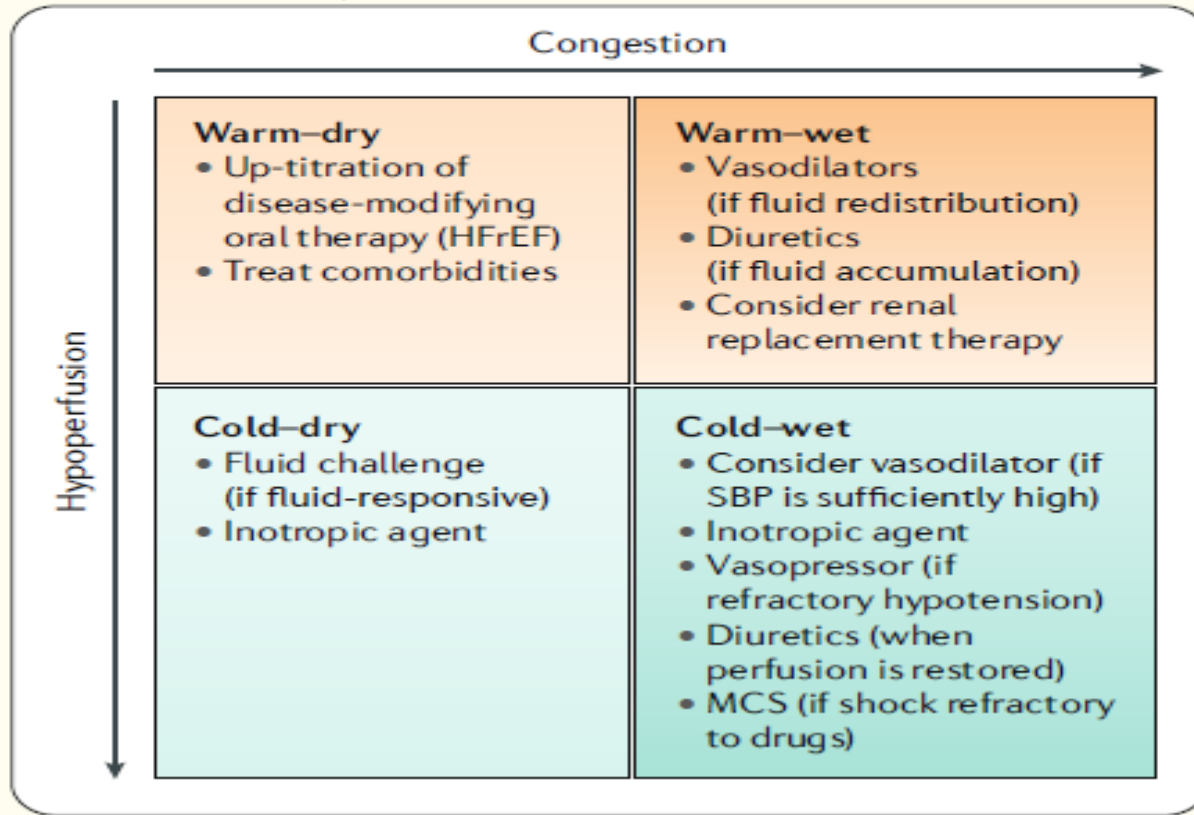 Congestion
Hypoperfusion
Warm–dry
• Up-titration of
disease-modifying
oral therapy (HFrEF)
• Treat comorbidities
Warm–wet
• Vasodilators
(if fluid redistribution)
• Diuretics
(if fluid accumulation)
• Consider renal
replacement therapy
Cold–dry
• Fluid challenge
(if fluid-responsive)
• Inotropic agent
Cold–wet
• Consider vasodilator (if
SBP is sufficiently high)
• Inotropic agent
• Vasopressor (if
refractory hypotension)
• Diuretics (when
perfusion is restored)
• MCS (if shock refractory
to drugs)